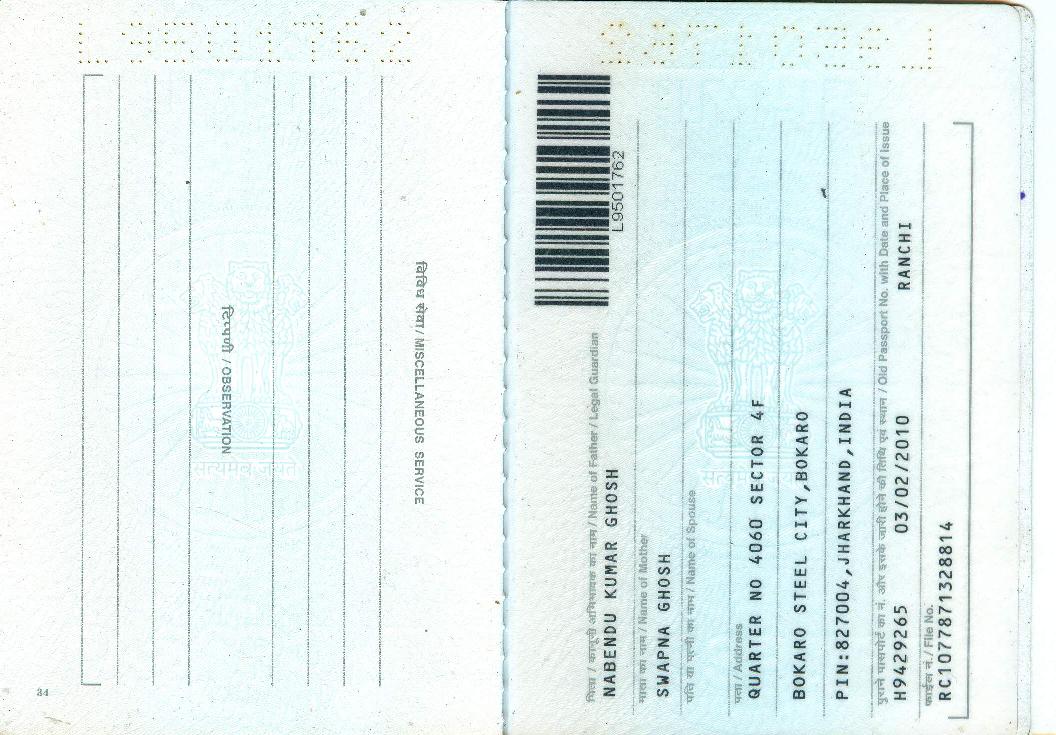 L9501762
विविध सेवा / MISCELLANEOUS SERVICE
टिप्पणी / OBSERVATION
सत्यमेव जयते
34
L9501762
L9501762
पिता / कानूनी अभिभावक का नाम / Name of Father / Legal Guardian
NABENDU KUMAR GHOSH
माता का नाम / Name of Mother
SWAPNA GHOSH
पति या पत्नी का नाम / Name of Spouse
पता / Address
QUARTER NO 4060 SECTOR 4F
BOKARO STEEL CITY,BOKARO
PIN:827004,JHARKHAND,INDIA
पुराने पासपोर्ट का नं. और इसके जारी होने की तिथि एवं स्थान / Old Passport No. with Date and Place of Issue
H9429265 03/02/2010 RANCHI
फाईल नं. / File No.
RC1077871328814
सत्यमेव जयते